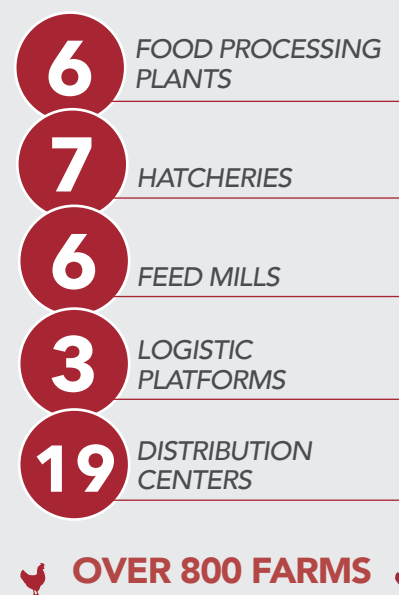 6
FOOD PROCESSING
PLANTS
7
HATCHERIES
6
FEED MILLS
3
LOGISTIC
PLATFORMS
19
DISTRIBUTION
CENTERS
OVER 800 FARMS